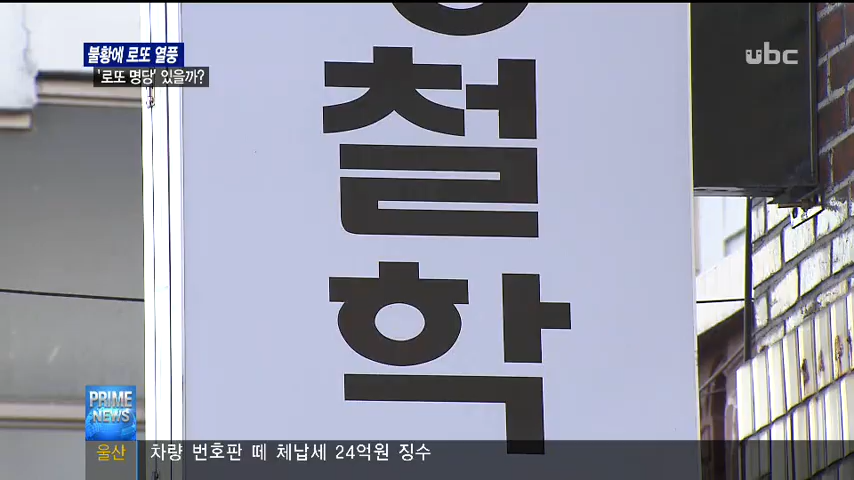 불황에 로또 열풍
'로또 명당' 있을까?
ubc
철
학
PRIME
NEWS
울산 차량 번호판 떼 체납세 24억원 징수